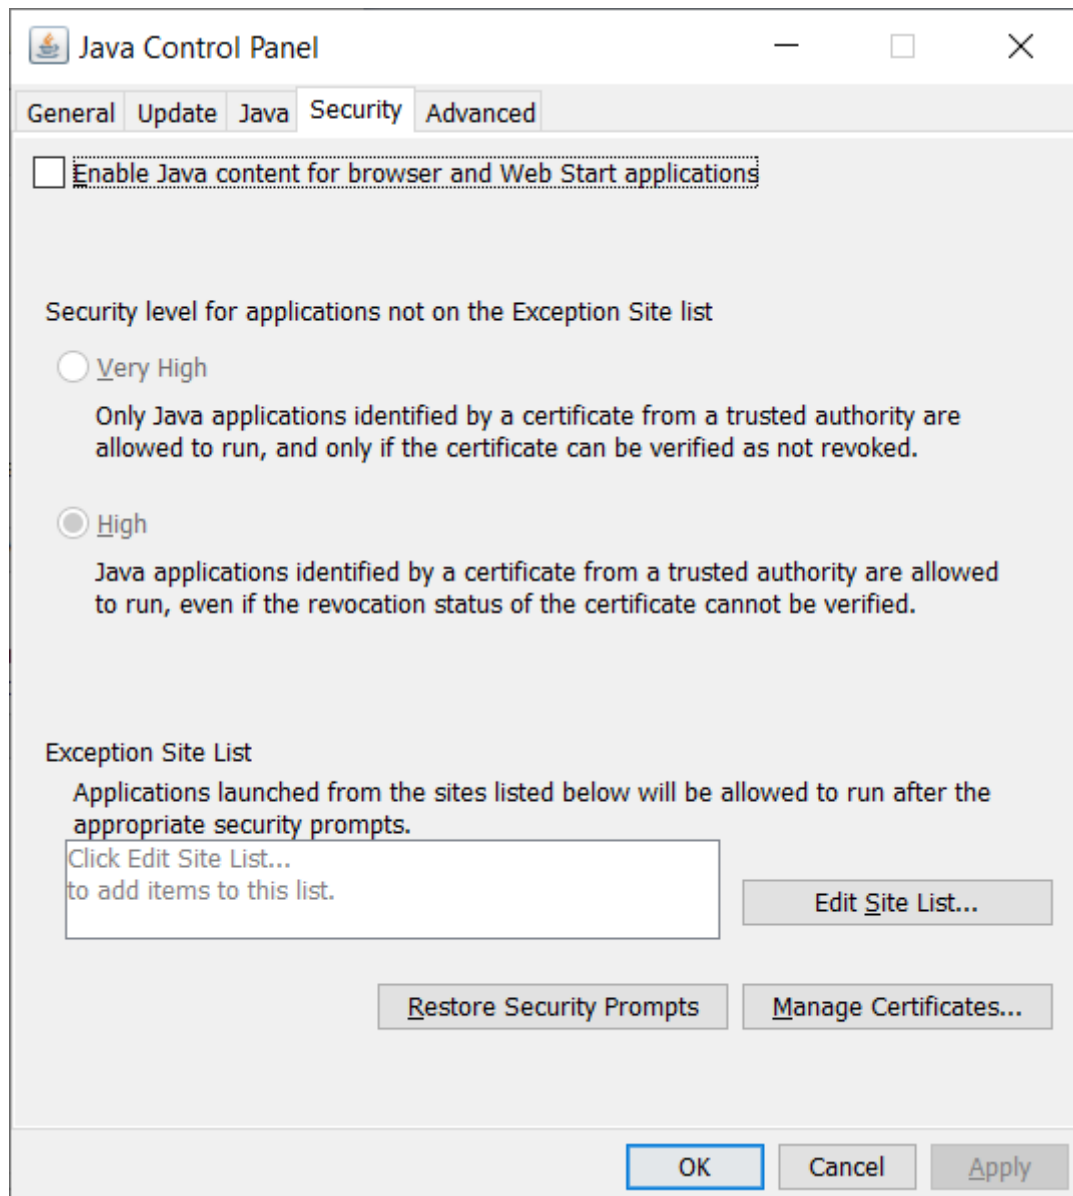 Java Control Panel
General Update Java Security Advanced
Enable Java content for browser and Web Start applications
Security level for applications not on the Exception Site list
Very High
Only Java applications identified by a certificate from a trusted authority are
allowed to run, and only if the certificate can be verified as not revoked.
High
Java applications identified by a certificate from a trusted authority are allowed
to run, even if the revocation status of the certificate cannot be verified.
Exception Site List
Applications launched from the sites listed below will be allowed to run after the
appropriate security prompts.
Click Edit Site List...
to add items to this list.
Edit Site List...
Restore Security Prompts Manage Certificates...
OK Cancel Apply